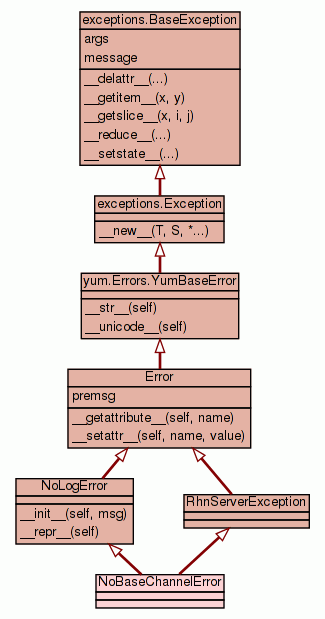 exceptions.BaseException
args
message
__delattr__(...)
__getitem__(x, y)
__getslice__(x, i, j)
__reduce__(...)
__setstate__(...)
exceptions.Exception
__new__(T, S, *...)
yum.Errors.YumBaseError
__str__(self)
__unicode__(self)
Error
premsg
__getattribute__(self, name)
__setattr__(self, name, value)
NoLogError
__init__(self, msg)
__repr__(self)
RhnServerException
NoBaseChannelError